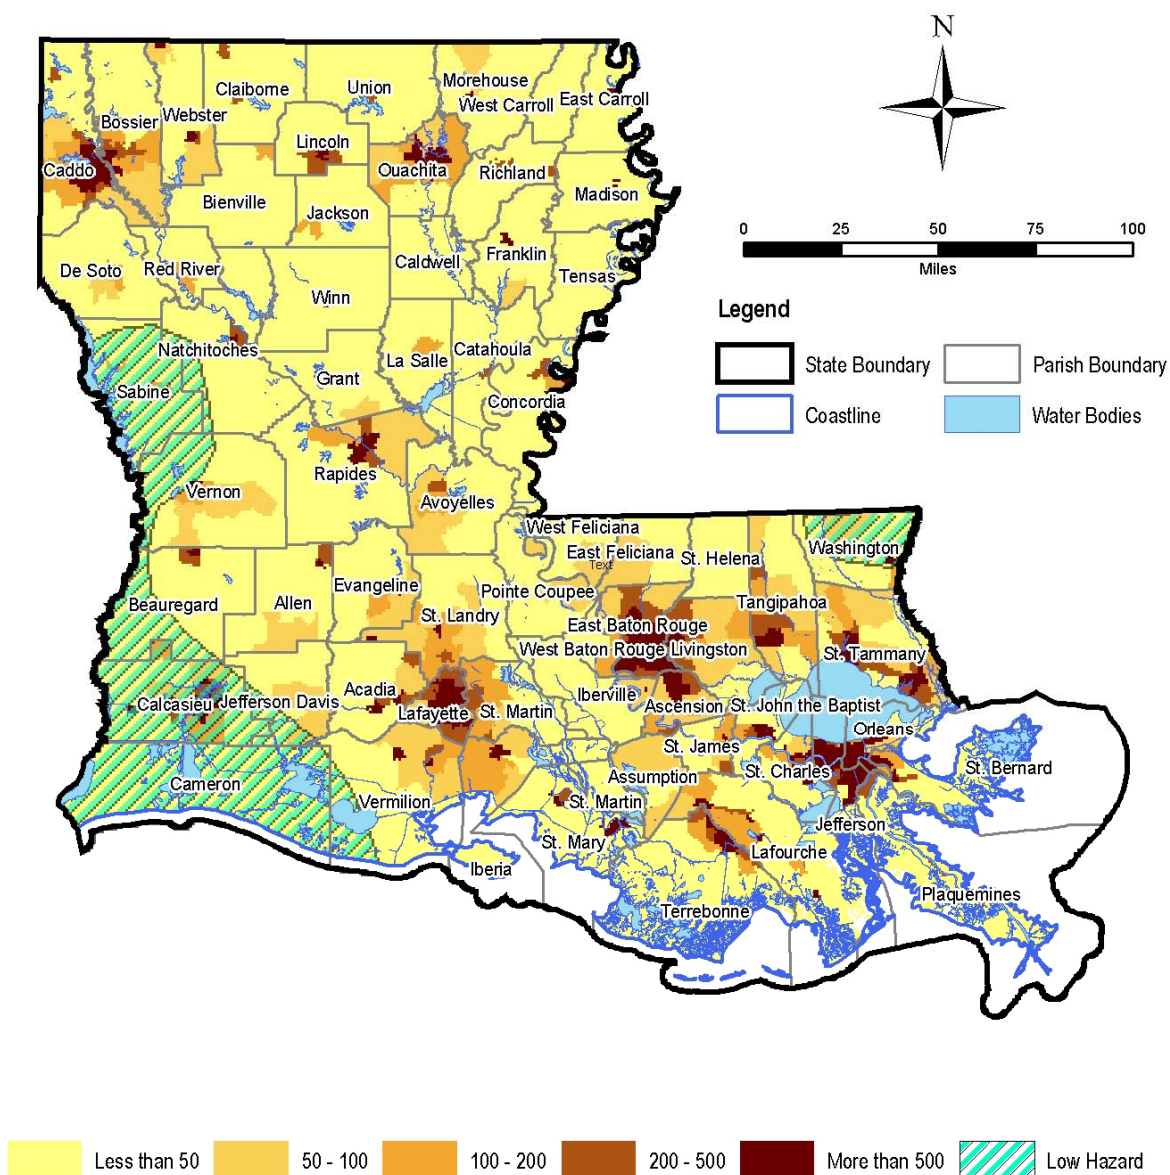 N
Claiborne
Union
Morehouse
West Carroll
East Carroll
Bossier
Webster
Lincoln
Caddo
Ouachita
Richland
Madison
Bienville
Jackson
0 25 50 75 100
Miles
De Soto
Red River
Caldwell
Franklin
Tensas
Winn
Legend
Natchitoches
La Salle
Catahoula
State Boundary
Parish Boundary
Sabine
Grant
Concordia
Coastline
Water Bodies
Rapides
Vernon
Avoyelles
West Feliciana
East Feliciana
Text
St. Helena
Washington
Evangeline
Pointe Coupee
Beauregard
Allen
St. Landry
East Baton Rouge
Tangipahoa
West Baton Rouge
Livingston
St. Tammany
Calcasieu
Jefferson Davis
Acadia
Lafayette
St. Martin
Iberville
Ascension
St. John the Baptist
Orleans
St. James
Cameron
Vermilion
Assumption
St. Charles
St. Bernard
St. Martin
Jefferson
St. Mary
Lafourche
Iberia
Plaquemines
Terrebonne
Less than 50
50 - 100
100 - 200
200 - 500
More than 500
Low Hazard